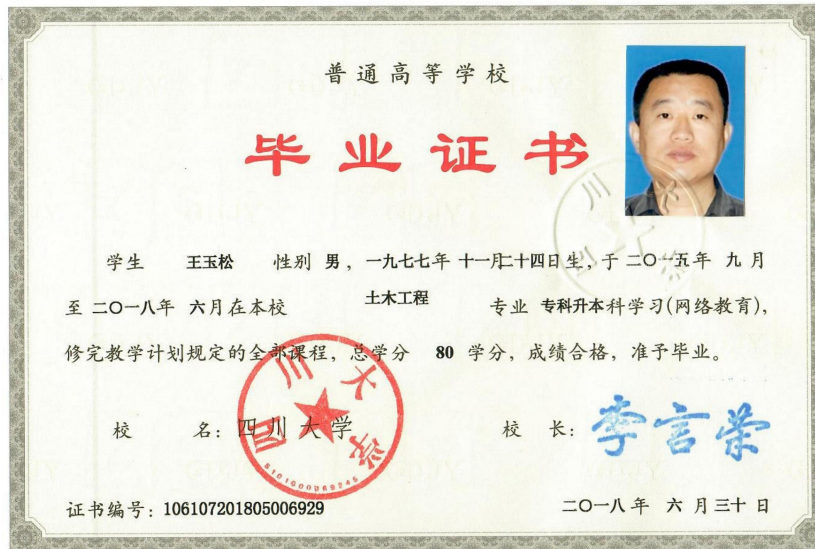 普通高等学校
毕业证书
学生 王玉松 性别 男，一九七七年 十一月二十四日生，于 二〇一五年 九月
至 二〇一八年 六月在本校 土木工程 专业 专科升本科学习(网络教育)，
修完教学计划规定的全部课程，总学分 80 学分，成绩合格，准予毕业。
校 名：四川大学 校 长：李言荣
四川大学
5101000069245
证书编号：106107201805006929 二〇一八年 六月三十日